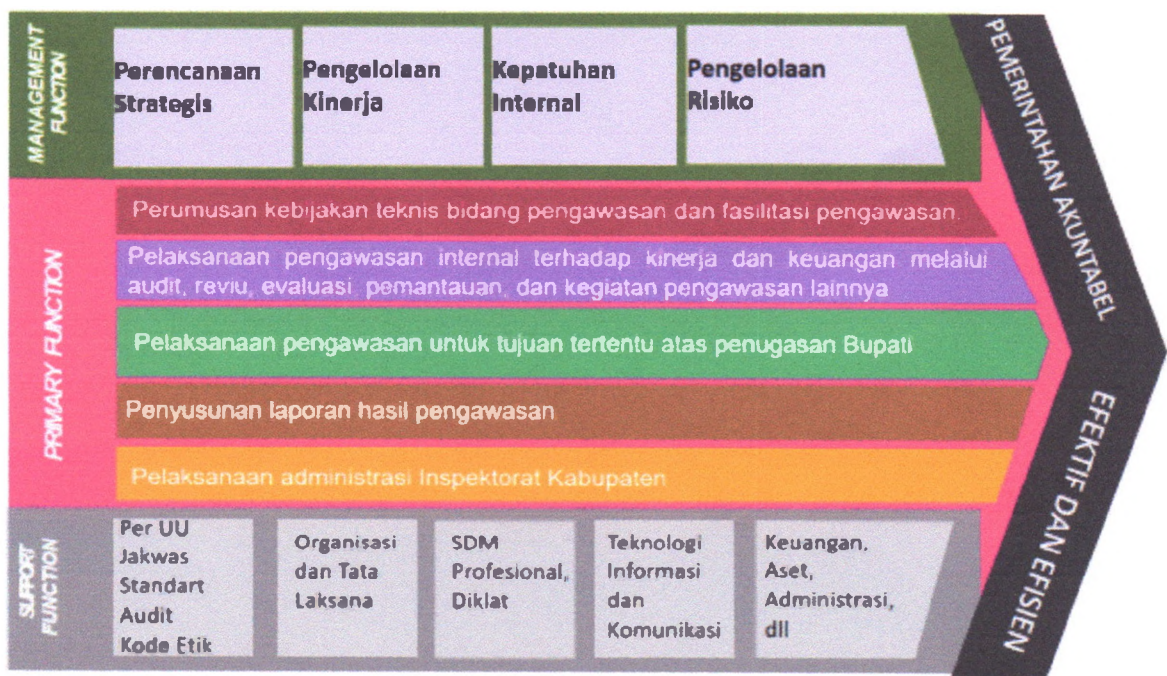 MANAGEMENT
FUNCTION
Perencanaan
Strategis
Pengelolaan
Kinerja
Kepatuhan
Internal
Pengelolaan
Risiko
PRIMARY FUNCTION
Perumusan kebijakan teknis bidang pengawasan dan fasilitasi pengawasan.
Pelaksanaan pengawasan internal terhadap kinerja dan keuangan melalui
audit, reviu, evaluasi pemantauan, dan kegiatan pengawasan lainnya
Pelaksanaan pengawasan untuk tujuan tertentu atas penugasan Bupati
Penyusunan laporan hasil pengawasan
Pelaksanaan administrasi Inspektorat Kabupaten
SUPPORT
FUNCTION
Per UU
Jakwas
Standart
Audit
Kode Etik
Organisasi
dan Tata
Laksana
SDM
Profesional,
Diklat
Teknologi
Informasi
dan
Komunikasi
Keuangan,
Aset,
Administrasi,
dll
PEMERINTAHAN AKUNTABEL
EFEKTIF DAN EFISIEN